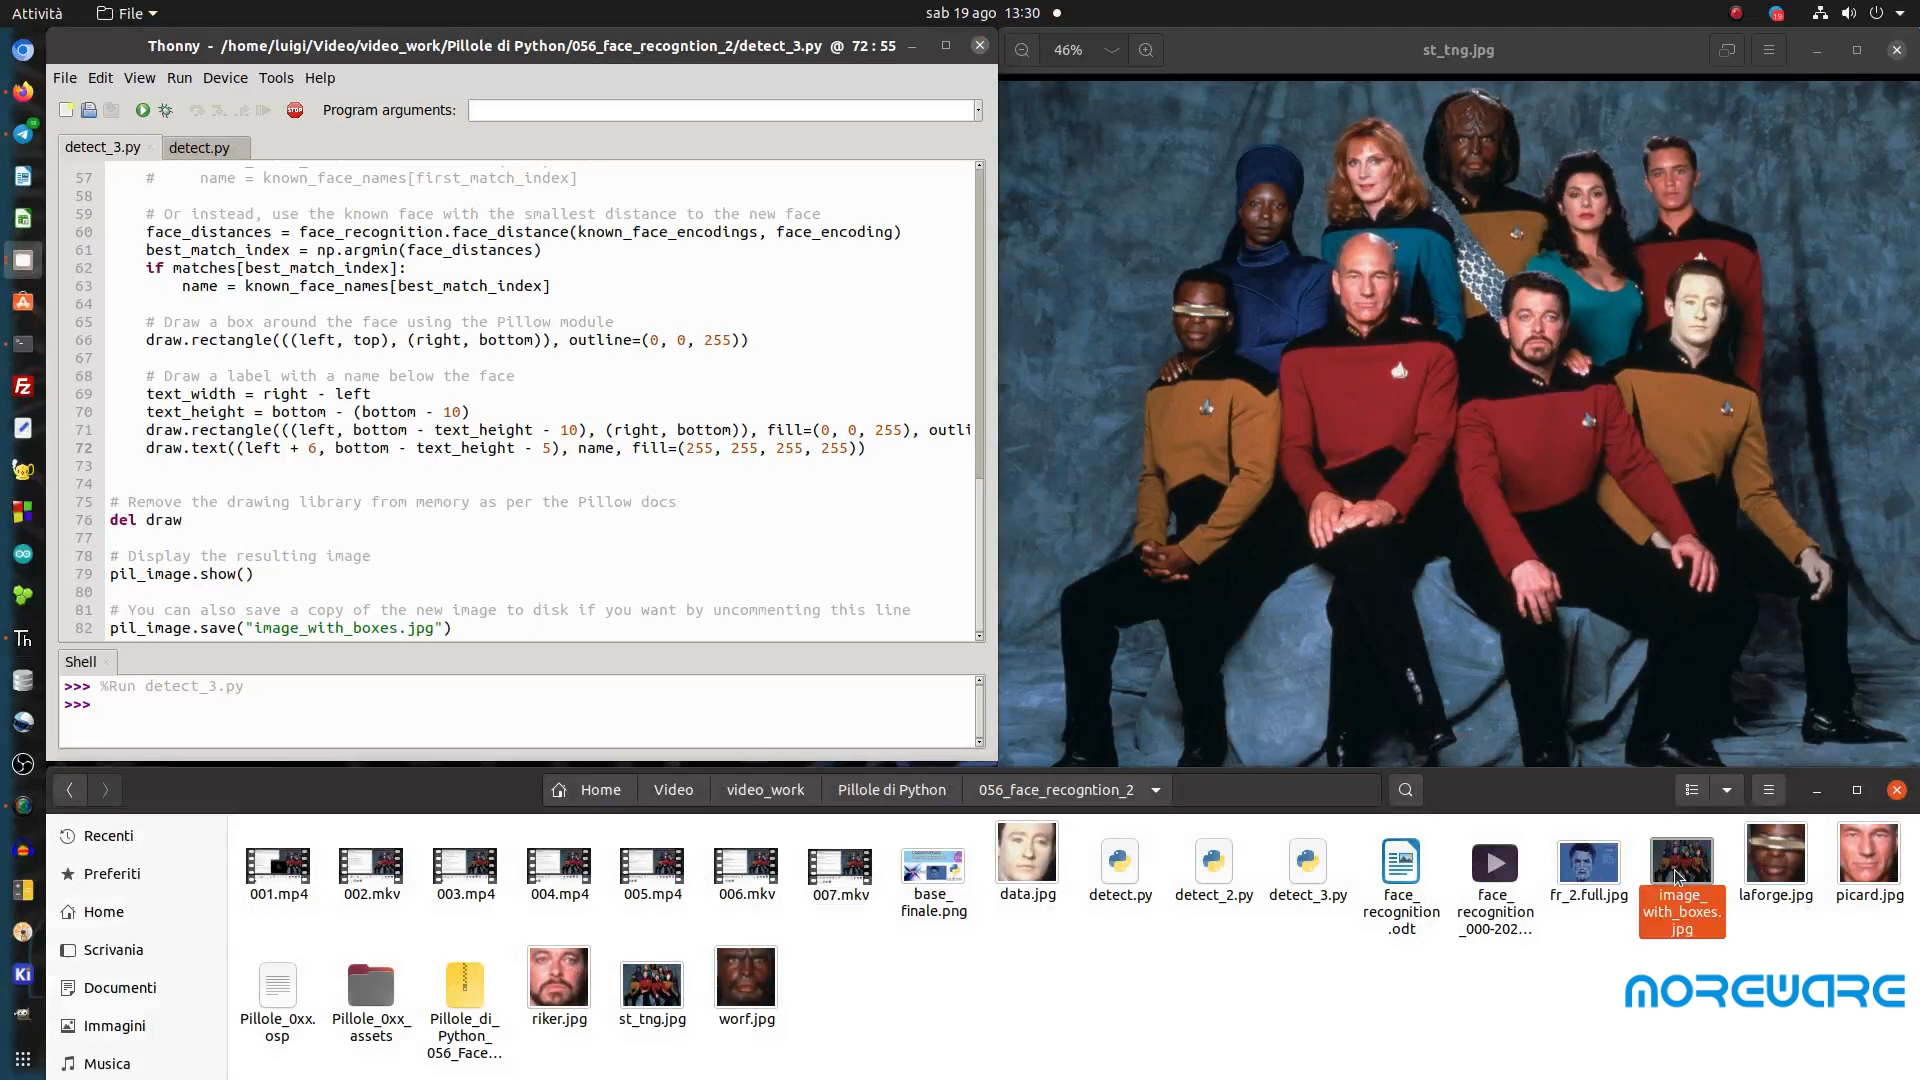 Attività
File
sab 19 ago 13:30
19
Thonny - /home/luigi/Video/video_work/Pillole di Python/056_face_recogntion_2/detect_3.py @ 72 : 55
File Edit View Run Device Tools Help
STOP
Program arguments:
detect_3.py
detect.py
57 # name = known_face_names[first_match_index]
58
59 # Or instead, use the known face with the smallest distance to the new face
60 face_distances = face_recognition.face_distance(known_face_encodings, face_encoding)
61 best_match_index = np.argmin(face_distances)
62 if matches[best_match_index]:
63 name = known_face_names[best_match_index]
64
65 # Draw a box around the face using the Pillow module
66 draw.rectangle(((left, top), (right, bottom)), outline=(0, 0, 255))
67
68 # Draw a label with a name below the face
69 text_width = right - left
70 text_height = bottom - (bottom - 10)
71 draw.rectangle(((left, bottom - text_height - 10), (right, bottom)), fill=(0, 0, 255), outli
72 draw.text((left + 6, bottom - text_height - 5), name, fill=(255, 255, 255, 255))
73
74
75 # Remove the drawing library from memory as per the Pillow docs
76 del draw
77
78 # Display the resulting image
79 pil_image.show()
80
81 # You can also save a copy of the new image to disk if you want by uncommenting this line
82 pil_image.save("image_with_boxes.jpg")
Shell
>>> %Run detect_3.py
>>>
46%
st_tng.jpg
Fz
Th
Ki
Home
Video
video_work
Pillole di Python
056_face_recogntion_2
Recenti
Preferiti
Home
Scrivania
Documenti
Immagini
Musica
001.mp4
002.mkv
003.mp4
004.mp4
005.mp4
006.mkv
007.mkv
base_
finale.png
data.jpg
detect.py
detect_2.py
detect_3.py
face_
recognition
.odt
face_
recognition
_000-202...
fr_2.full.jpg
image_
with_boxes.
jpg
laforge.jpg
picard.jpg
Pillole_0xx.
osp
Pillole_0xx_
assets
Pillole_di_
Python_
056_Face...
riker.jpg
st_tng.jpg
worf.jpg
MOREWARE